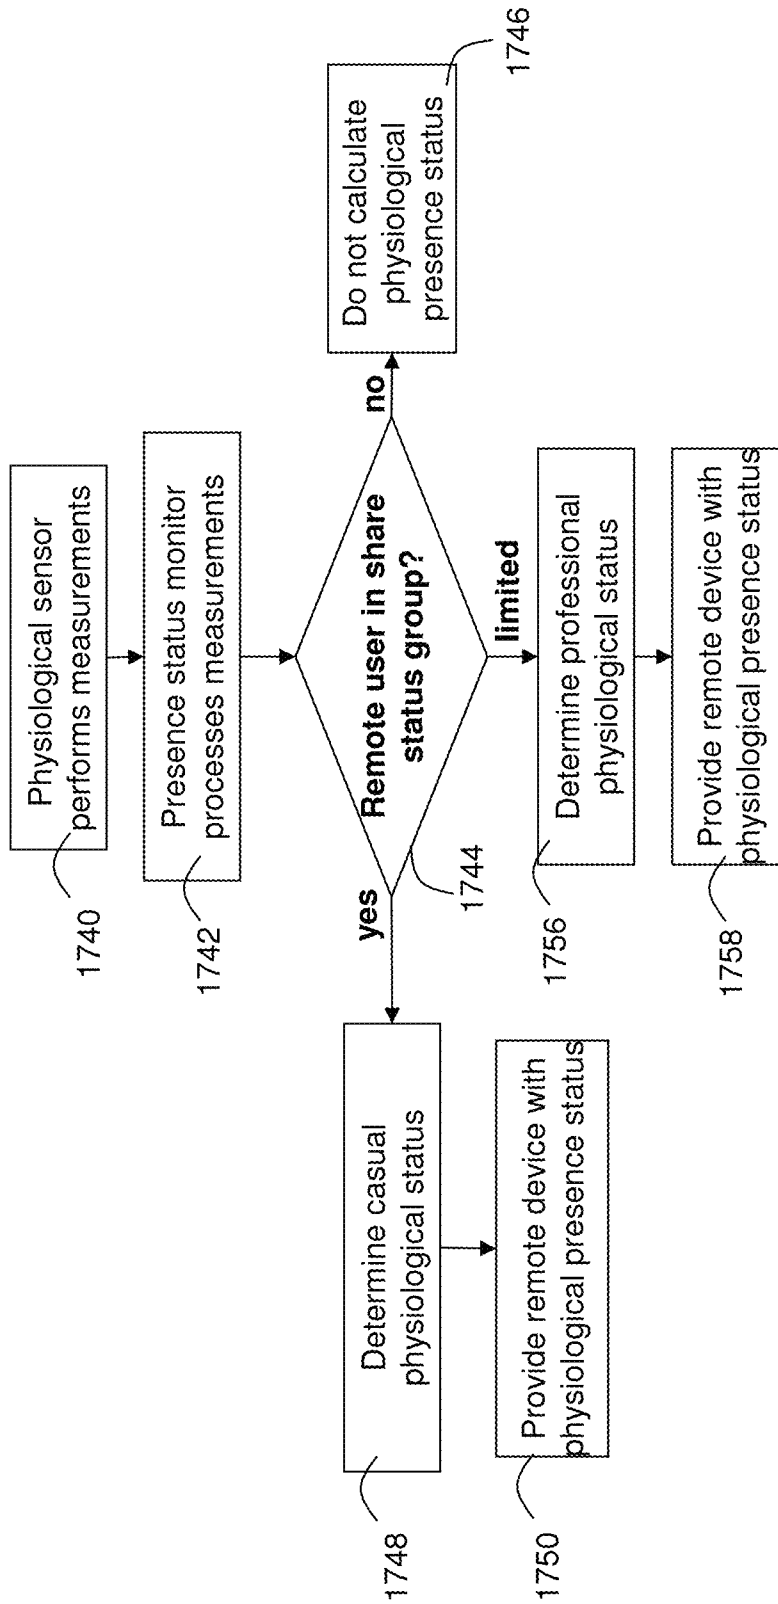 Physiological sensor
performs measurements
1740
Presence status monitor
processes measurements
1742
Remote user in share
status group?
1744
yes
no
limited
Do not calculate
physiological
presence status
1746
Determine casual
physiological status
1748
Provide remote device with
physiological presence status
1750
Determine professional
physiological status
1756
Provide remote device with
physiological presence status
1758